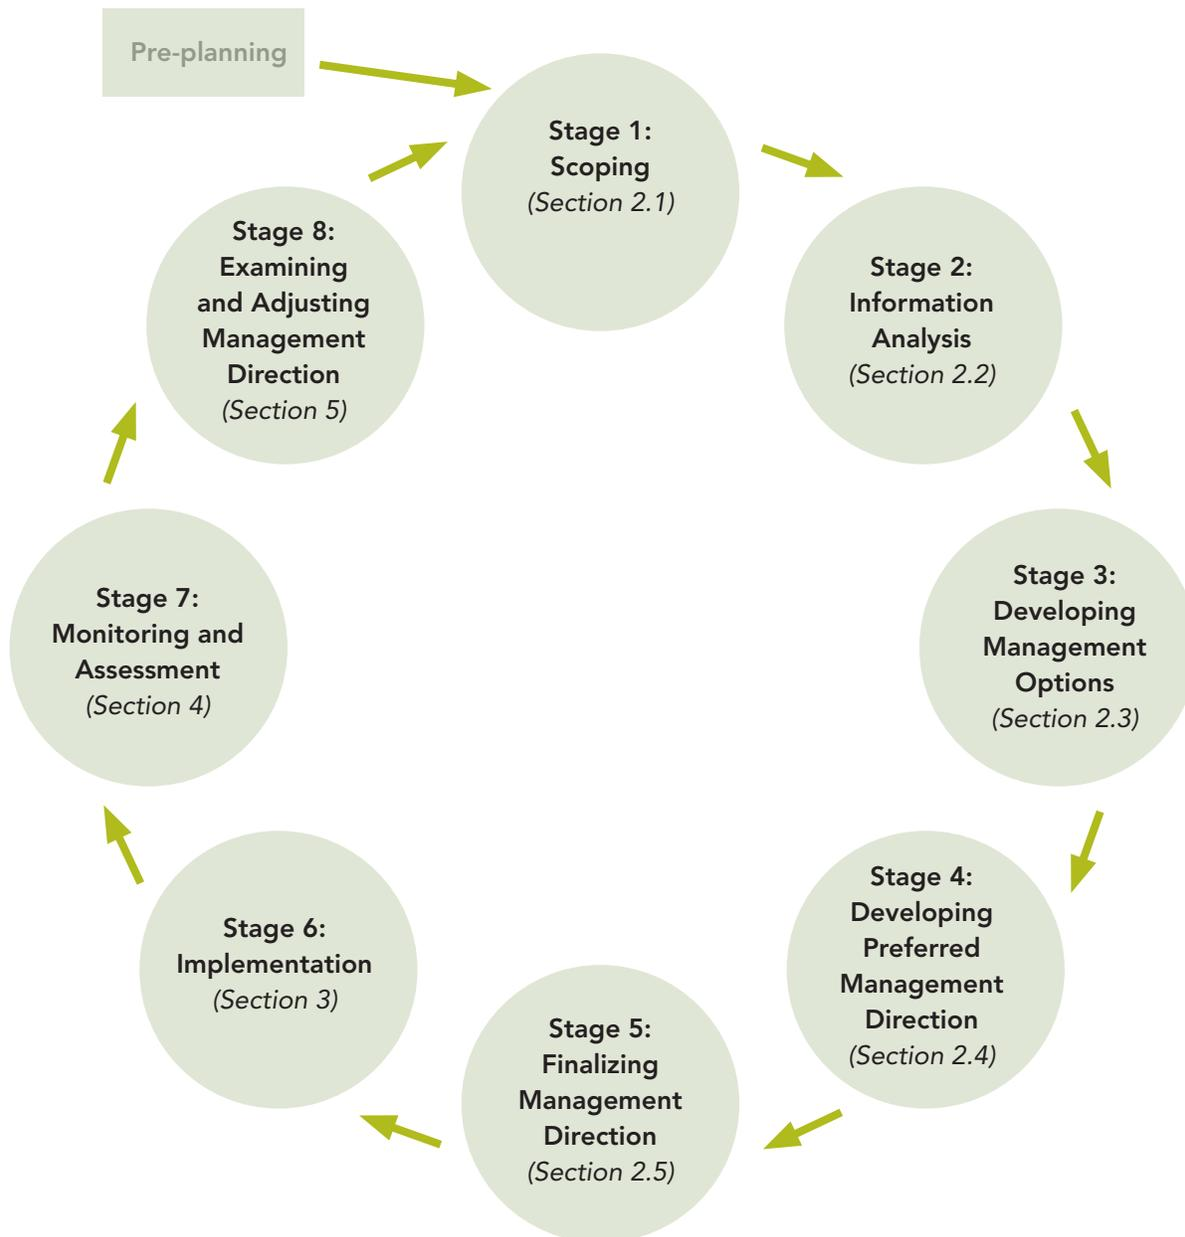 Pre-planning
Stage 1:
Scoping
(Section 2.1)
Stage 2:
Information
Analysis
(Section 2.2)
Stage 3:
Developing
Management
Options
(Section 2.3)
Stage 4:
Developing
Preferred
Management
Direction
(Section 2.4)
Stage 5:
Finalizing
Management
Direction
(Section 2.5)
Stage 6:
Implementation
(Section 3)
Stage 7:
Monitoring and
Assessment
(Section 4)
Stage 8:
Examining
and Adjusting
Management
Direction
(Section 5)